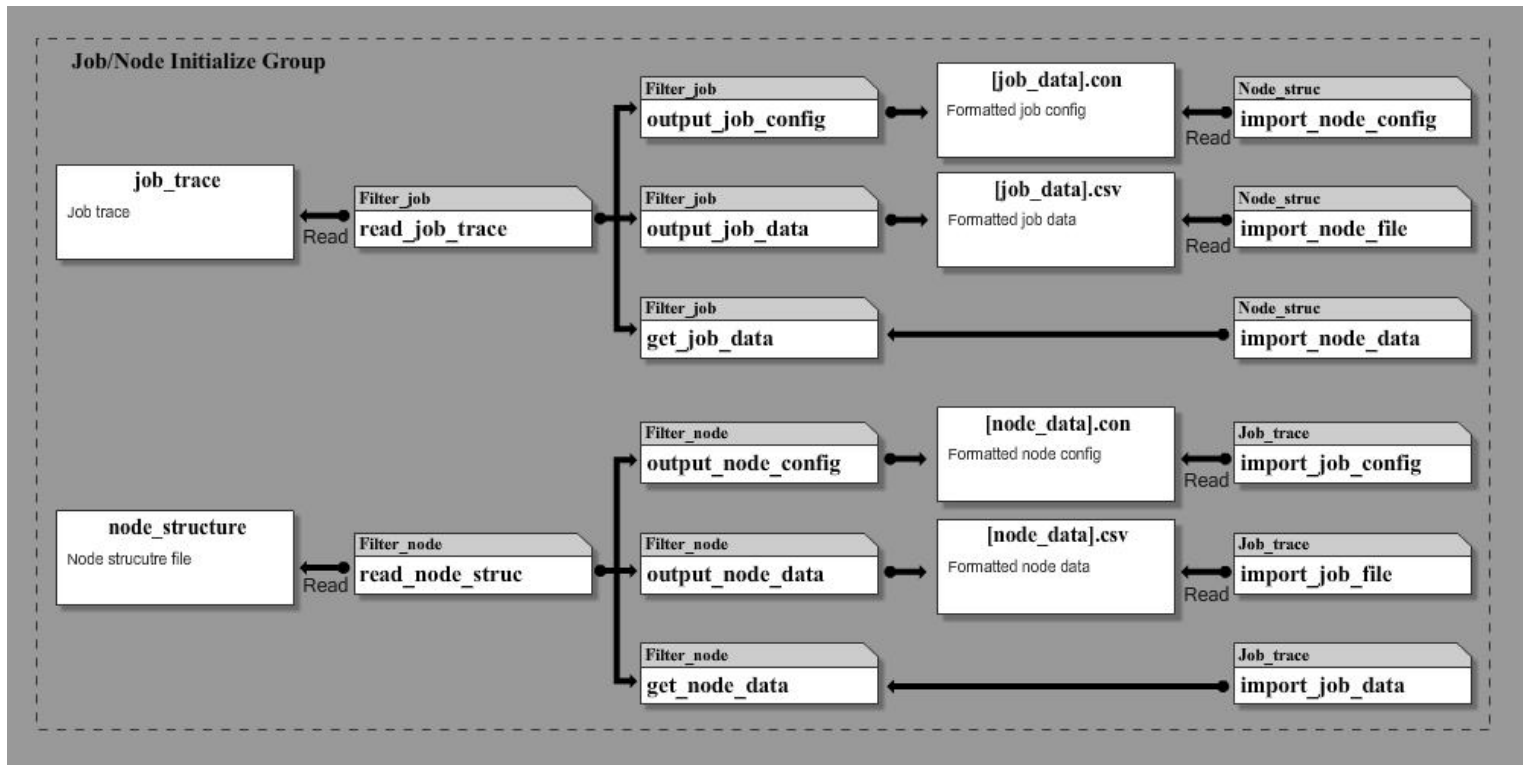 Job/Node Initialize Group
Filter_job
output_job_config
[job_data].con
Formatted job config
Read
Node_struc
import_node_config
job_trace
Job trace
Read
Filter_job
read_job_trace
Filter_job
output_job_data
[job_data].csv
Formatted job data
Read
Node_struc
import_node_file
Filter_job
get_job_data
Node_struc
import_node_data
Filter_node
output_node_config
[node_data].con
Formatted node config
Read
Job_trace
import_job_config
node_structure
Node strucutre file
Read
Filter_node
read_node_struc
Filter_node
output_node_data
[node_data].csv
Formatted node data
Read
Job_trace
import_job_file
Filter_node
get_node_data
Job_trace
import_job_data